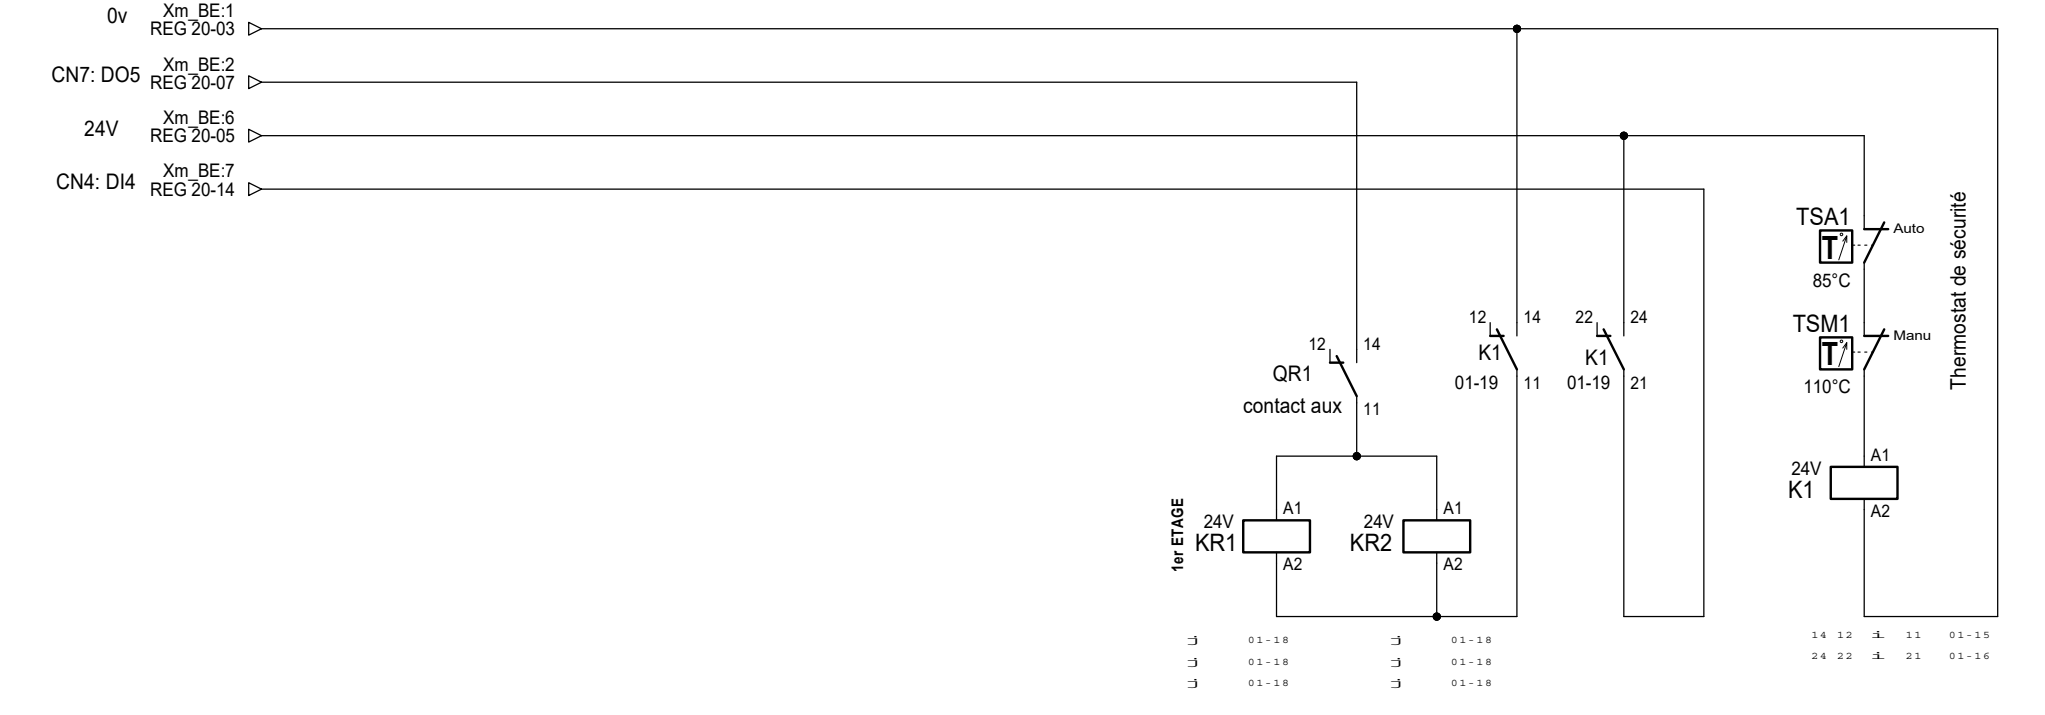 0v
Xm_BE:1
REG 20-03
CN7: DO5
Xm_BE:2
REG 20-07
24V
Xm_BE:6
REG 20-05
CN4: DI4
Xm_BE:7
REG 20-14
TSA1
Auto
T°
85°C
TSM1
Manu
T°
110°C
Thermostat de sécurité
12 14
QR1
contact aux
11
12 14
K1
01-19 11
22 24
K1
01-19 21
1er ETAGE
24V
KR1
A1
A2
24V
KR2
A1
A2
24V
K1
A1
A2
01-18
01-18
01-18
01-18
01-18
01-18
14 12 11 01-15
24 22 21 01-16